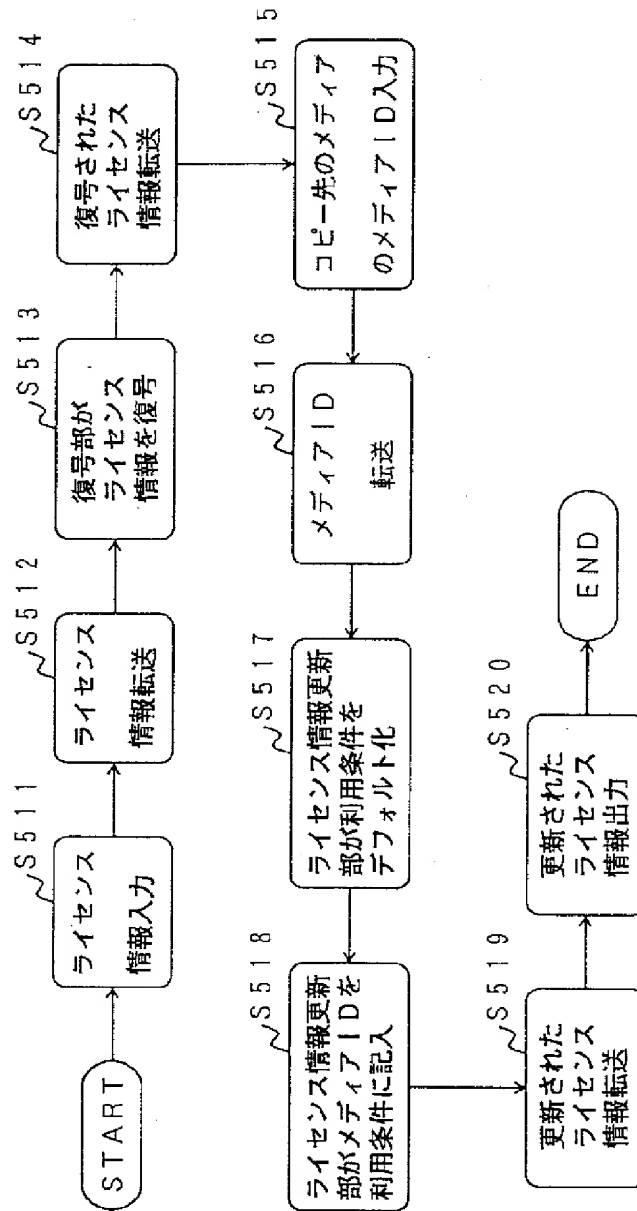 START
S511
ライセンス
情報入力
S512
ライセンス
情報転送
S513
復号部が
ライセンス
情報を復号
S514
復号された
ライセンス
情報転送
S515
コピー先のメディア
のメディアID入力
S516
メディアID
転送
S517
ライセンス情報更新
部が利用条件を
デフォルト化
S518
ライセンス情報更新
部がメディアIDを
利用条件に記入
S519
更新された
ライセンス
情報転送
S520
更新された
ライセンス
情報出力
END